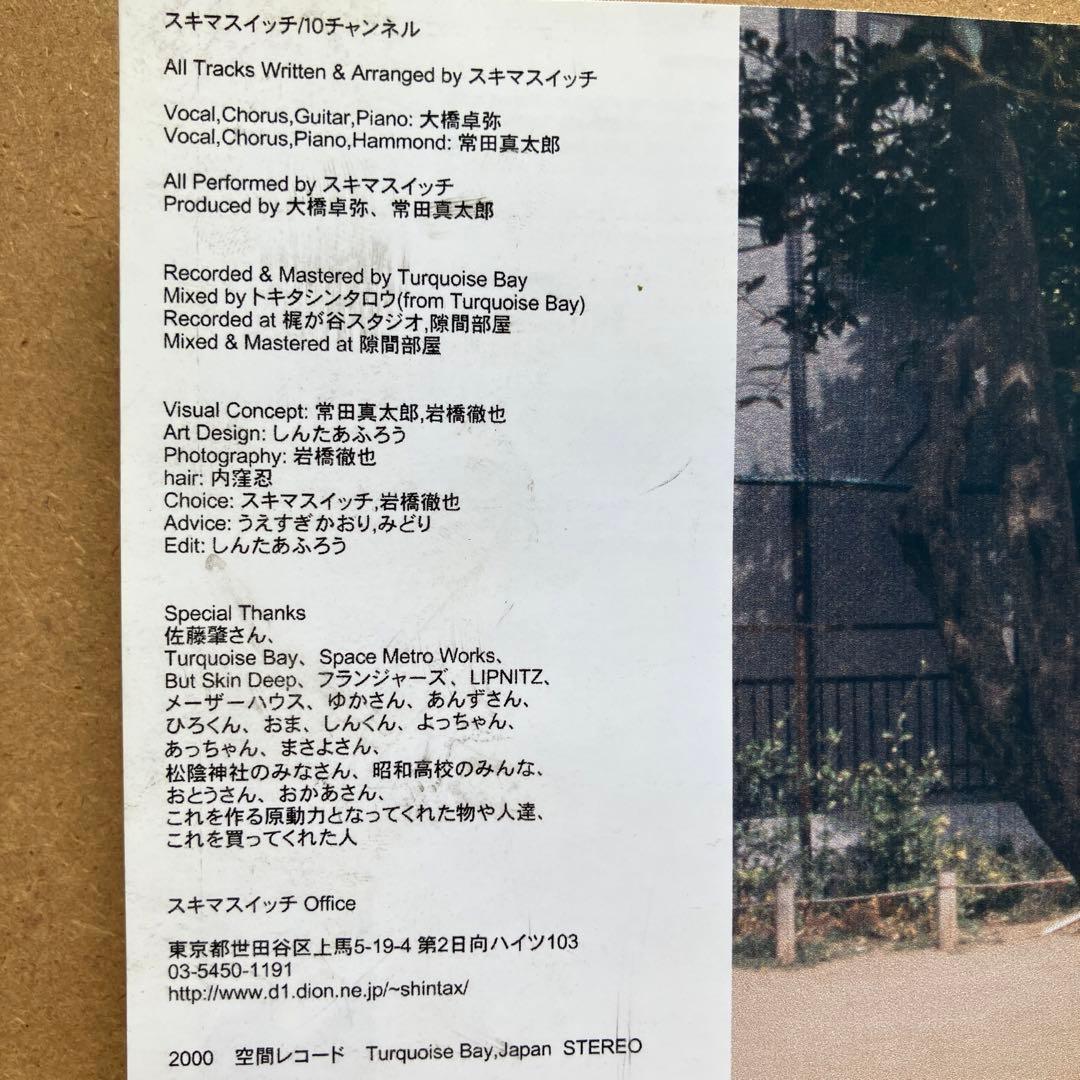 スキマスイッチ/10チャンネル
All Tracks Written & Arranged by スキマスイッチ
Vocal,Chorus,Guitar,Piano: 大橋卓弥
Vocal,Chorus,Piano,Hammond: 常田真太郎
All Performed by スキマスイッチ
Produced by 大橋卓弥、常田真太郎
Recorded & Mastered by Turquoise Bay
Mixed by トキタシンタロウ(from Turquoise Bay)
Recorded at 梶が谷スタジオ,隙間部屋
Mixed & Mastered at 隙間部屋
Visual Concept: 常田真太郎,岩橋徹也
Art Design: しんたあふろう
Photography: 岩橋徹也
hair: 内窪忍
Choice: スキマスイッチ,岩橋徹也
Advice: うえすぎかおり,みどり
Edit: しんたあふろう
Special Thanks
佐藤肇さん、
Turquoise Bay、Space Metro Works、
But Skin Deep、フランジャーズ、LIPNITZ、
メーザーハウス、ゆかさん、あんずさん、
ひろくん、おま、しんくん、よっちゃん、
あっちゃん、まさよさん、
松陰神社のみなさん、昭和高校のみんな、
おとうさん、おかあさん、
これを作る原動力となってくれた物や人達、
これを買ってくれた人
スキマスイッチ Office
東京都世田谷区上馬5-19-4 第2日向ハイツ103
03-5450-1191
http://www.d1.dion.ne.jp/~shintax/
2000 空間レコード Turquoise Bay,Japan STEREO